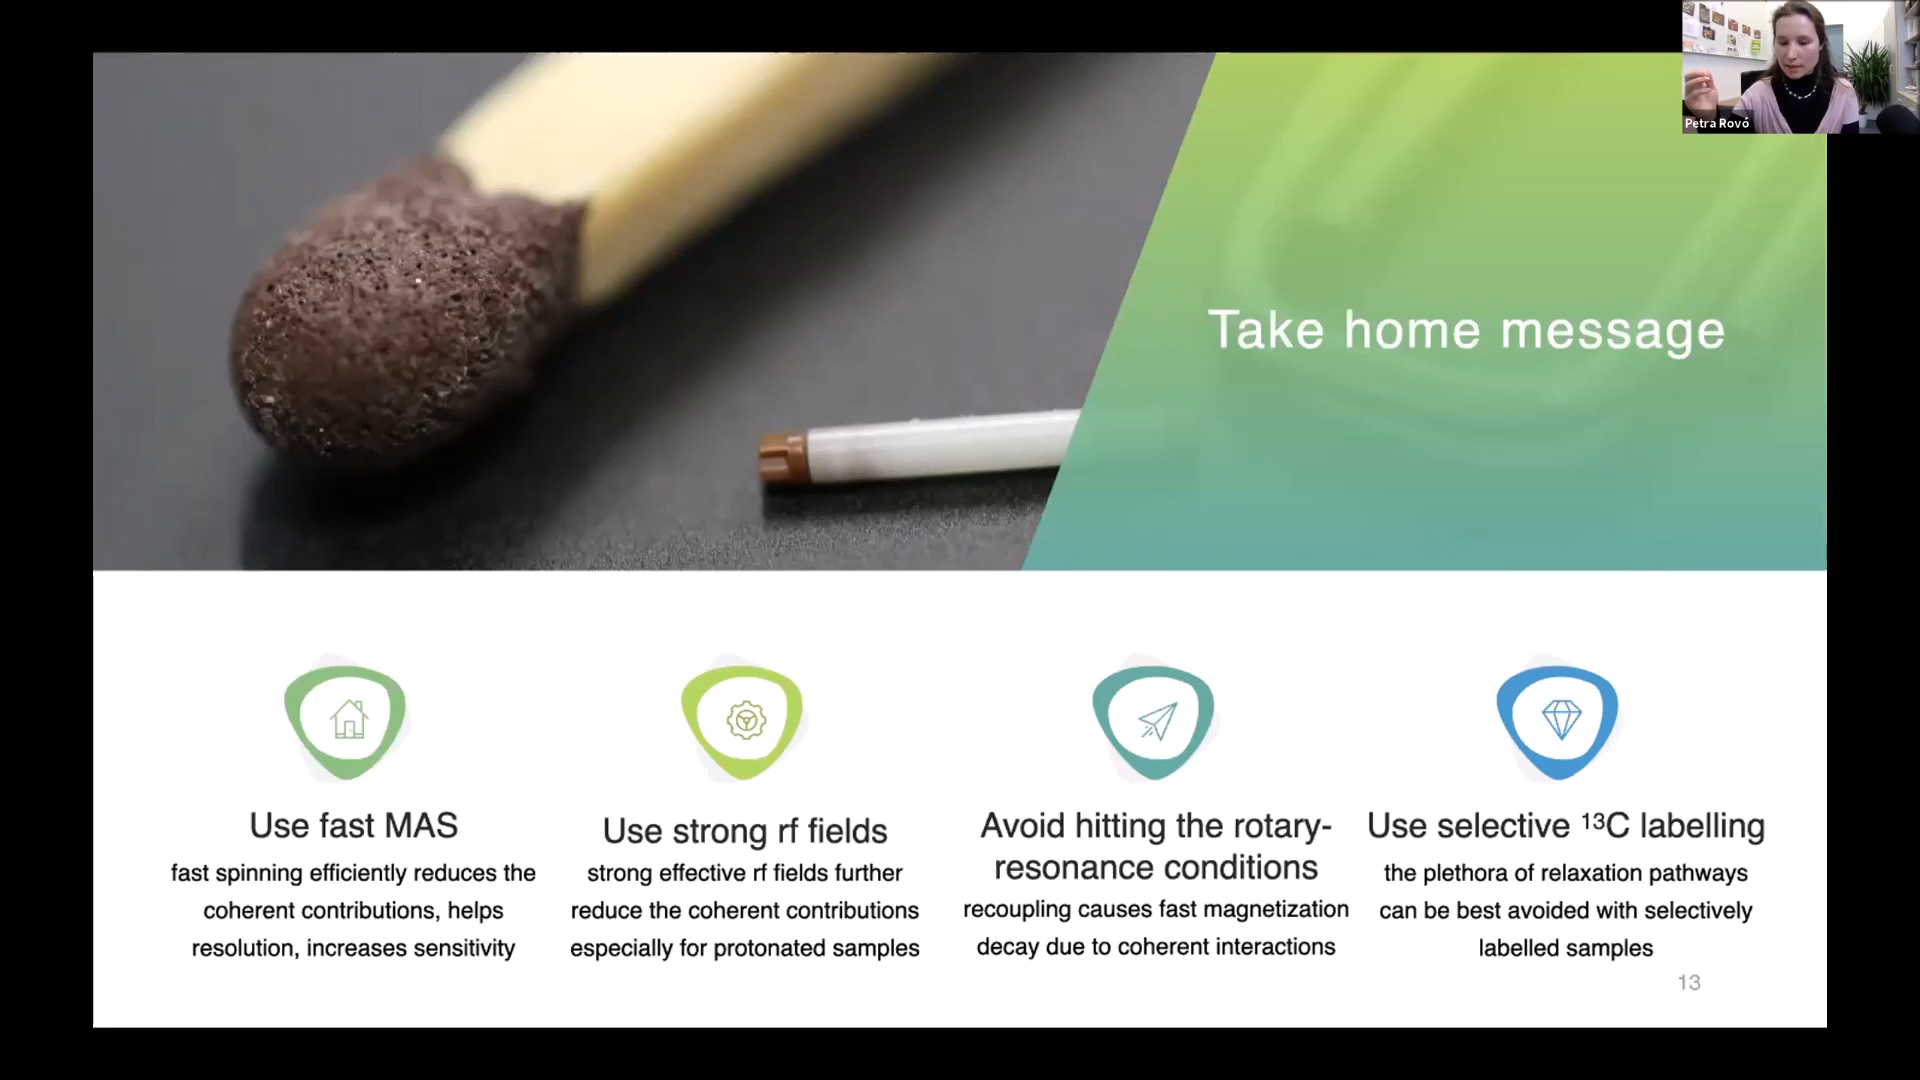 Petra Rovó
Take home message
Use fast MAS
fast spinning efficiently reduces the
coherent contributions, helps
resolution, increases sensitivity
Use strong rf fields
strong effective rf fields further
reduce the coherent contributions
especially for protonated samples
Avoid hitting the rotary-
resonance conditions
recoupling causes fast magnetization
decay due to coherent interactions
Use selective ¹³C labelling
the plethora of relaxation pathways
can be best avoided with selectively
labelled samples
13